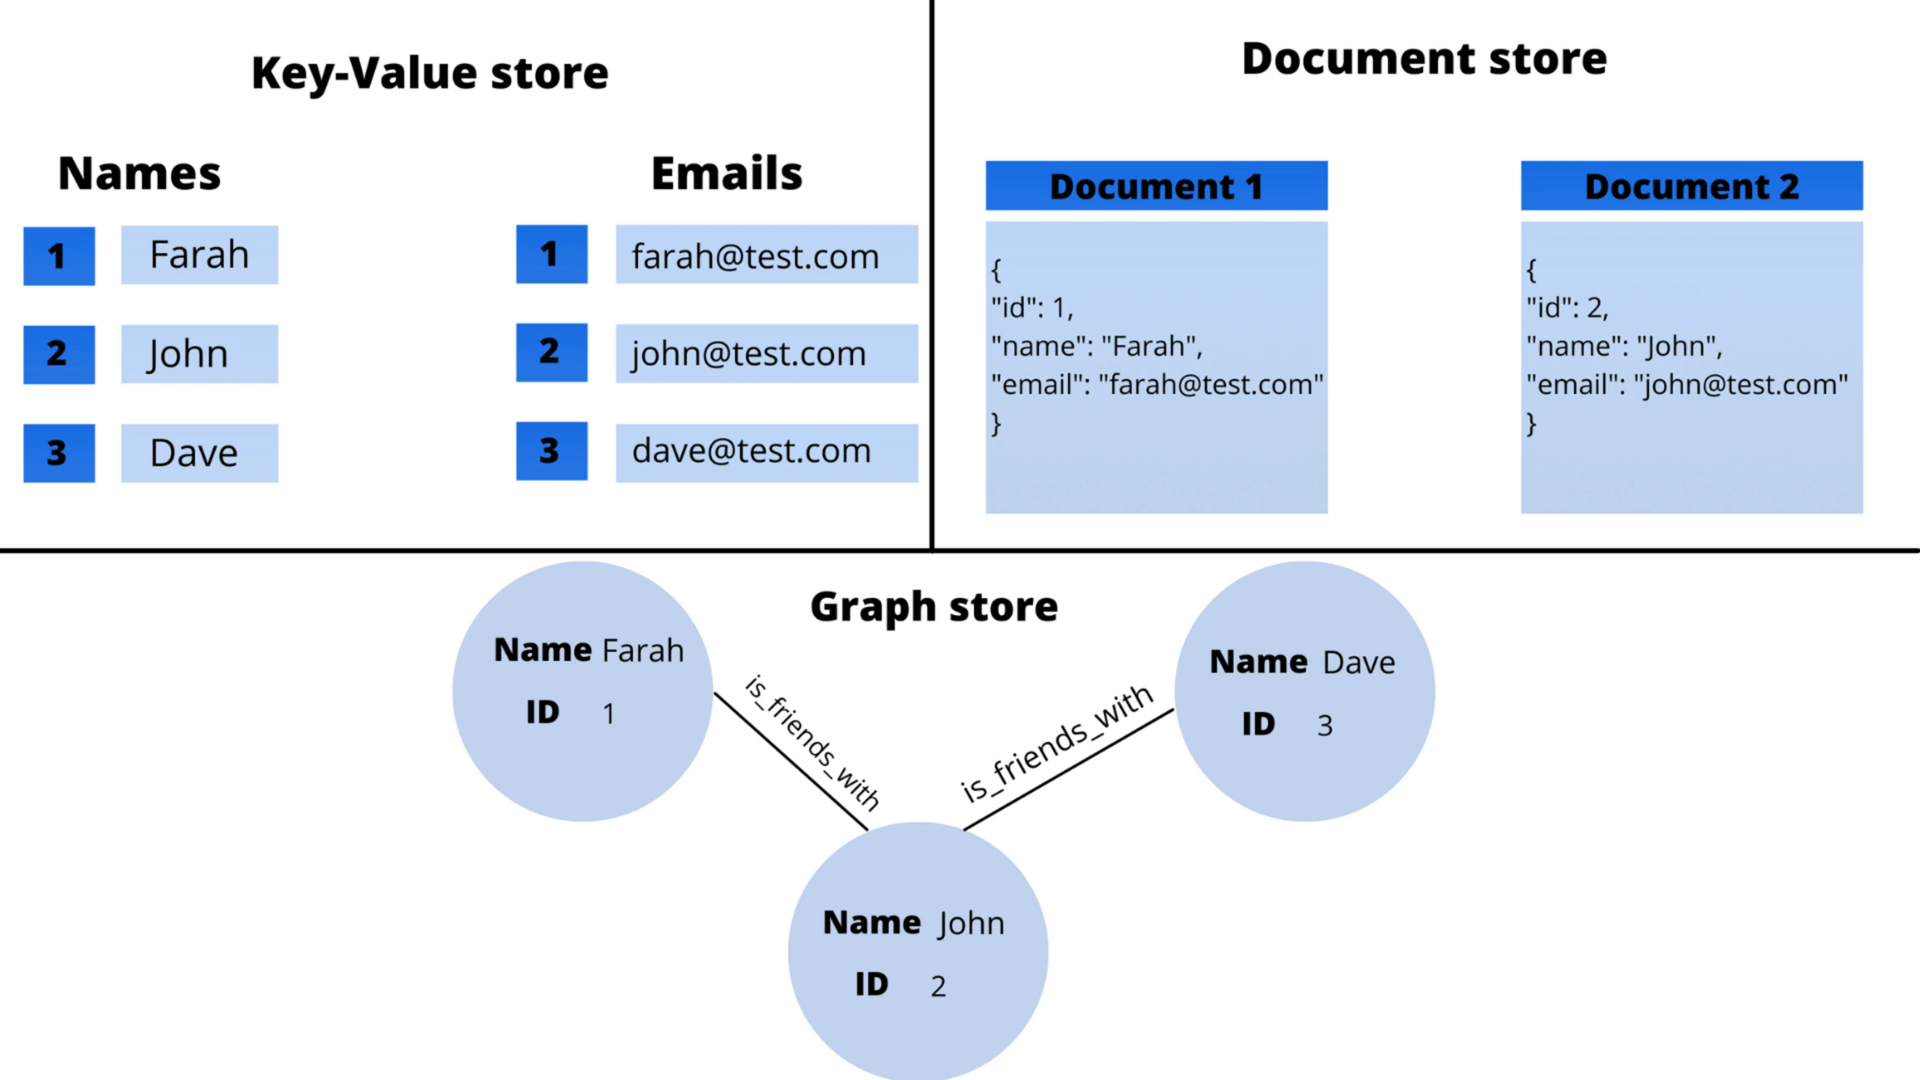 Key-Value store
Names
Emails
1 Farah
1 farah@test.com
2 John
2 john@test.com
3 Dave
3 dave@test.com
Document store
Document 1
{
"id": 1,
"name": "Farah",
"email": "farah@test.com"
}
Document 2
{
"id": 2,
"name": "John",
"email": "john@test.com"
}
Graph store
Name Farah
ID 1
is_friends_with
is_friends_with
Name Dave
ID 3
Name John
ID 2